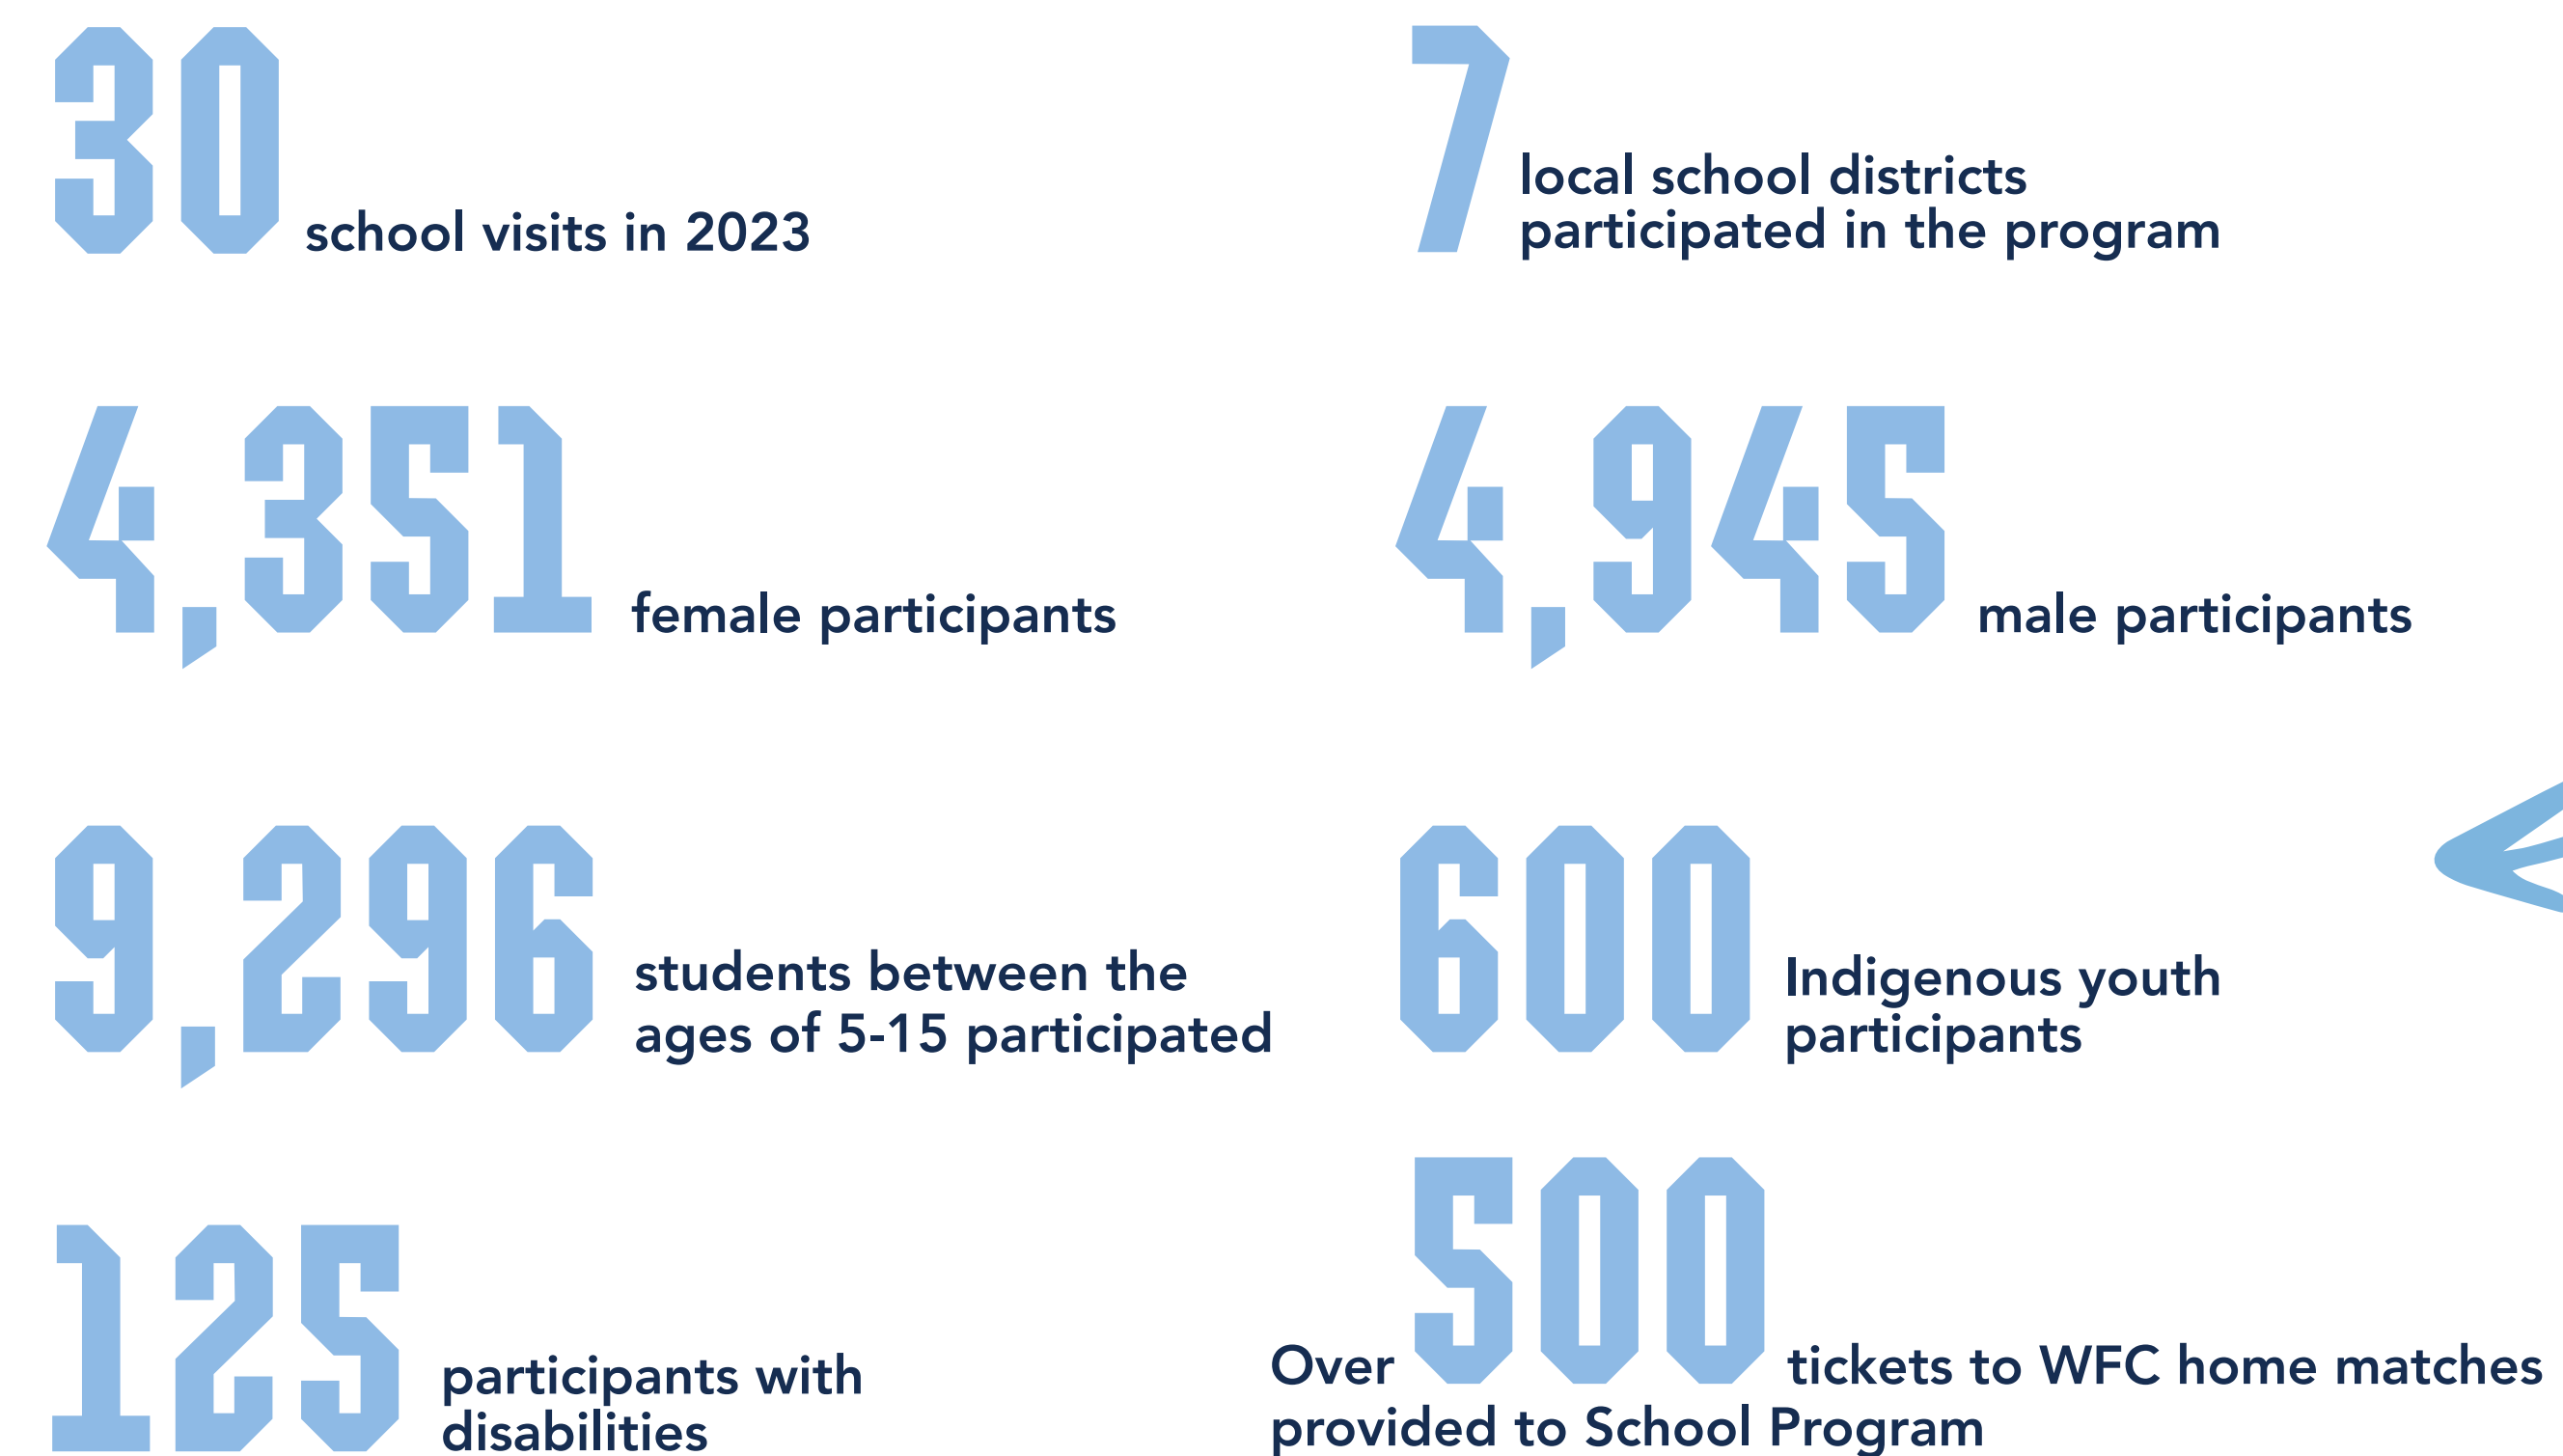 30 school visits in 2023
7 local school districts
participated in the program
4,351 female participants
4,945 male participants
9,296 students between the
ages of 5-15 participated
600 Indigenous youth
participants
125 participants with
disabilities
Over 500 tickets to WFC home matches
provided to School Program